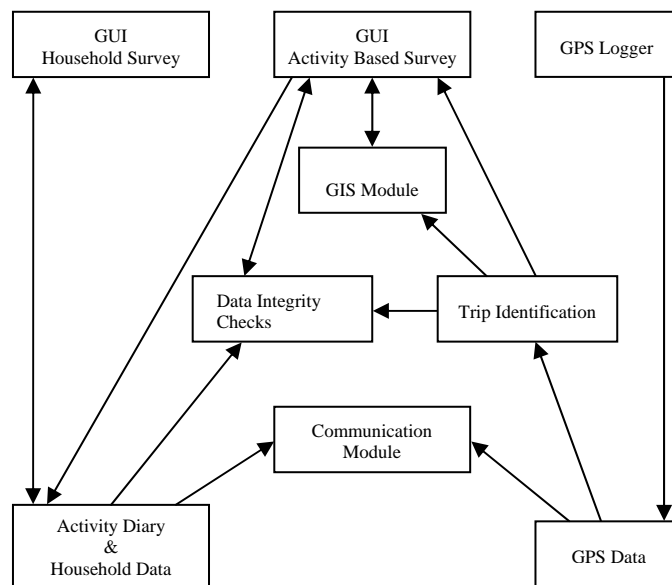 GUI
Household Survey
GUI
Activity Based Survey
GPS Logger
GIS Module
Data Integrity
Checks
Trip Identification
Communication
Module
Activity Diary
&
Household Data
GPS Data